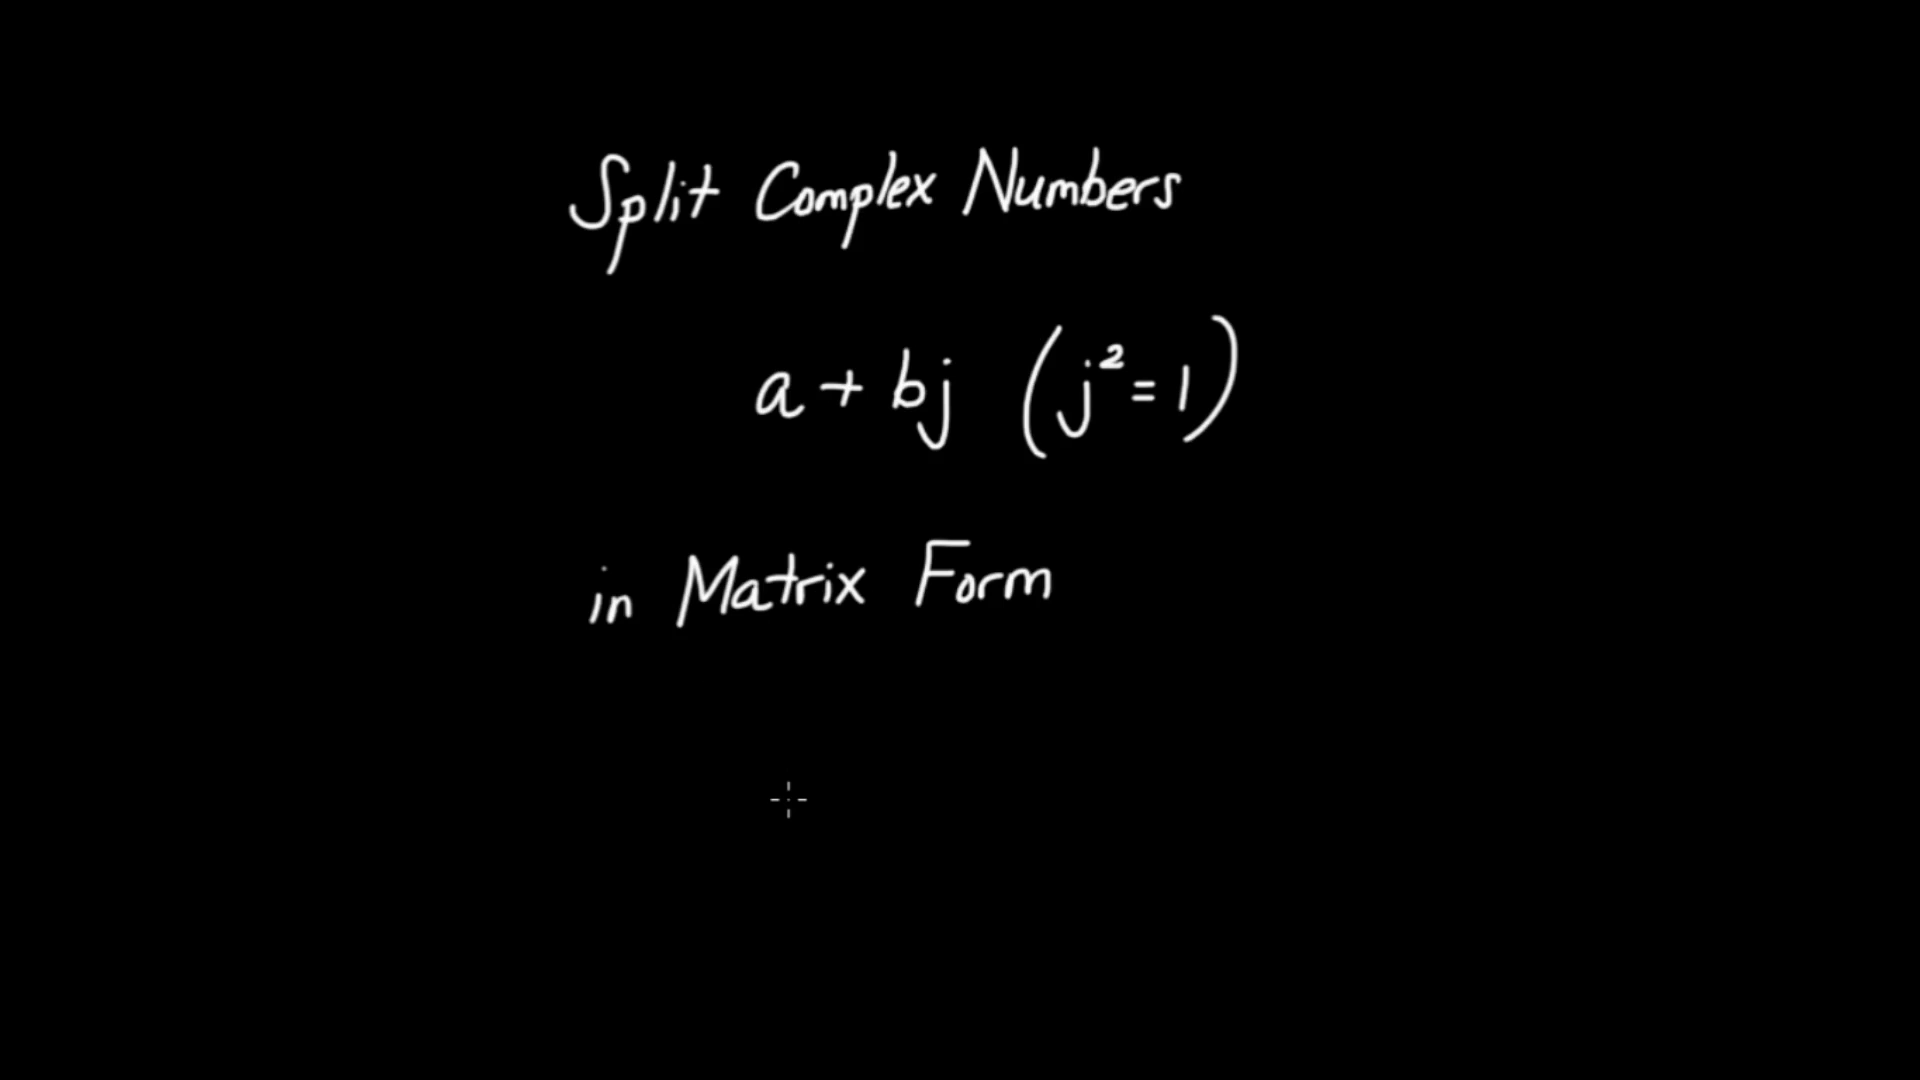 Split Complex Numbers
a + bj (j² = 1)
in Matrix Form